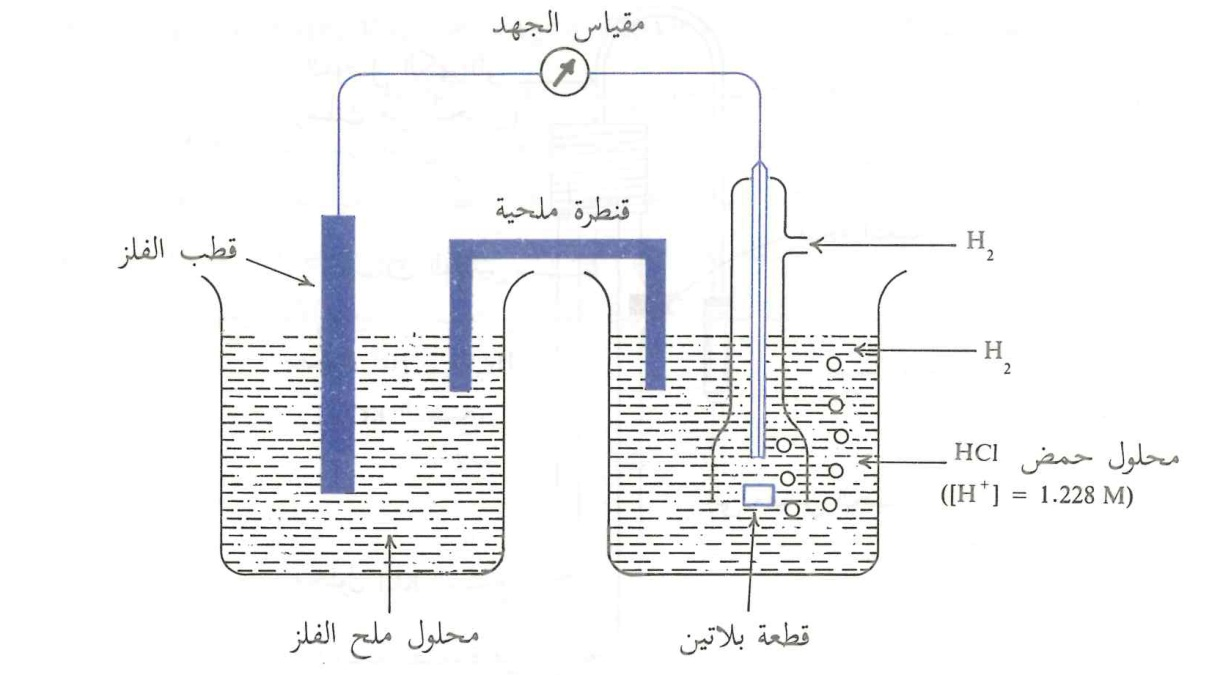 مقياس الجهد
قنطرة ملحية
قطب الفلز
H₂
H₂
محلول حمض HCl
([H⁺] = 1.228 M)
محلول ملح الفلز
قطعة بلاتين